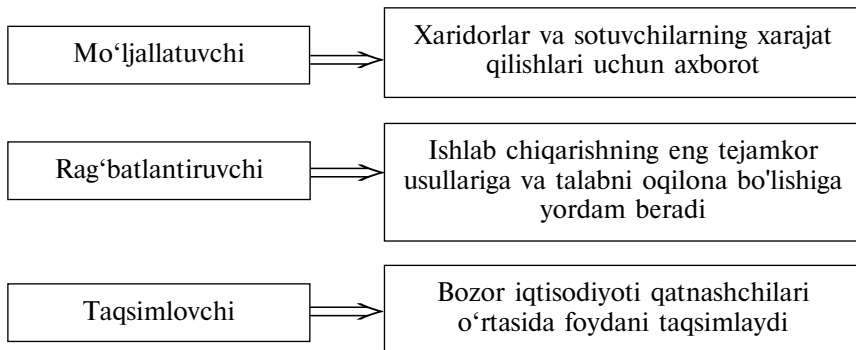 Mo‘ljallatuvchi
Xaridorlar va sotuvchilarning xarajat
qilishlari uchun axborot
Rag‘batlantiruvchi
Ishlab chiqarishning eng tejamkor
usullariga va talabni oqilona bo'lishiga
yordam beradi
Taqsimlovchi
Bozor iqtisodiyoti qatnashchilari
o‘rtasida foydani taqsimlaydi